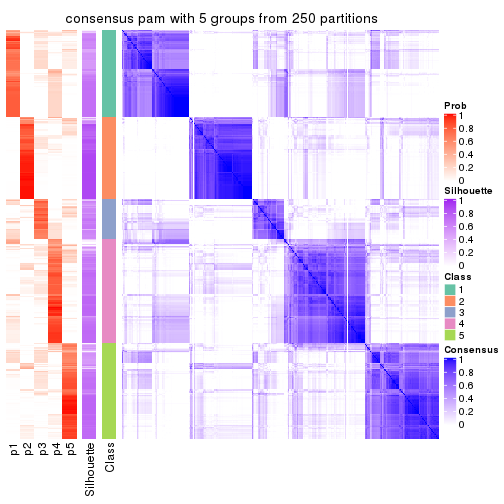 consensus pam with 5 groups from 250 partitions
Prob
1
0.8
0.6
0.4
0.2
0
Silhouette
1
0.8
0.6
0.4
0.2
0
Class
1
2
3
4
5
Consensus
1
0.8
0.6
0.4
0.2
0
p1
p2
p3
p4
p5
Silhouette
Class